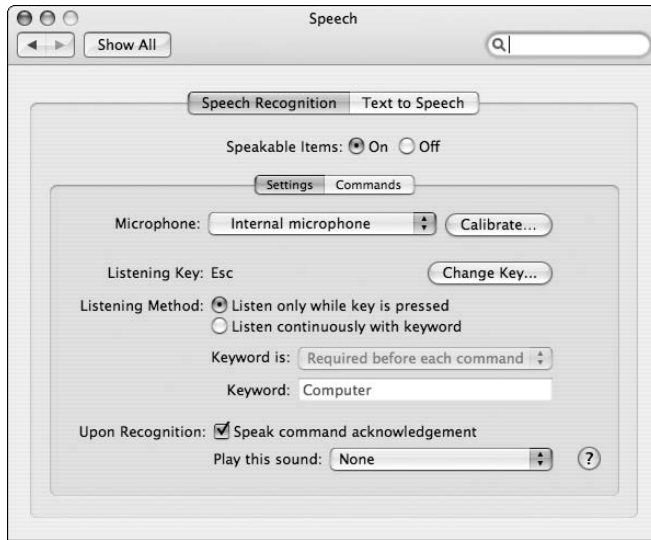 Speech
Show All
Speech Recognition Text to Speech
Speakable Items: On Off
Settings Commands
Microphone: Internal microphone Calibrate...
Listening Key: Esc Change Key...
Listening Method: Listen only while key is pressed
Listen continuously with keyword
Keyword is: Required before each command
Keyword: Computer
Upon Recognition: Speak command acknowledgement
Play this sound: None ?